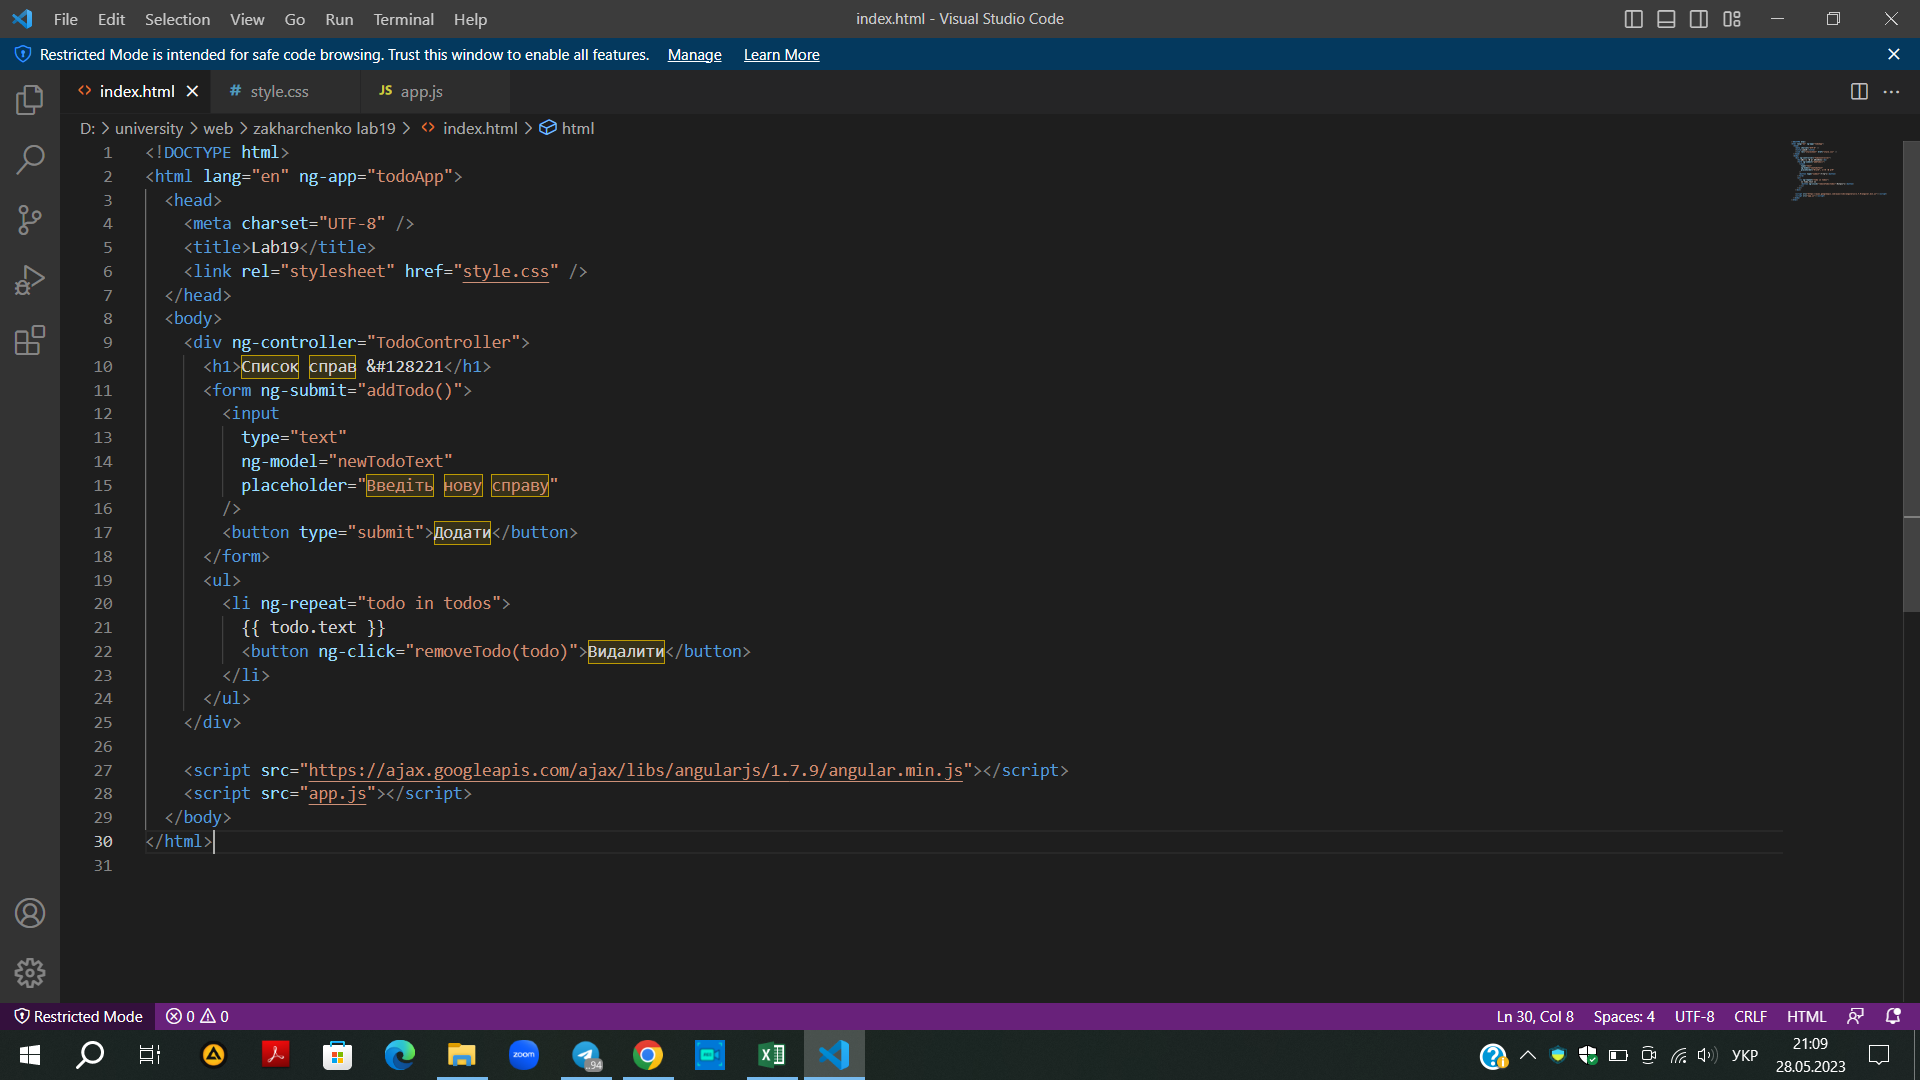 File Edit Selection View Go Run Terminal Help
index.html - Visual Studio Code
Restricted Mode is intended for safe code browsing. Trust this window to enable all features. Manage Learn More
index.html style.css JS app.js
D: > university > web > zakharchenko lab19 > index.html > html
1 <!DOCTYPE html>
2 <html lang="en" ng-app="todoApp">
3 <head>
4 <meta charset="UTF-8" />
5 <title>Lab19</title>
6 <link rel="stylesheet" href="style.css" />
7 </head>
8 <body>
9 <div ng-controller="TodoController">
10 <h1>Список справ &#128221</h1>
11 <form ng-submit="addTodo()">
12 <input
13 type="text"
14 ng-model="newTodoText"
15 placeholder="Введіть нову справу"
16 />
17 <button type="submit">Додати</button>
18 </form>
19 <ul>
20 <li ng-repeat="todo in todos">
21 {{ todo.text }}
22 <button ng-click="removeTodo(todo)">Видалити</button>
23 </li>
24 </ul>
25 </div>
26
27 <script src="https://ajax.googleapis.com/ajax/libs/angularjs/1.7.9/angular.min.js"></script>
28 <script src="app.js"></script>
29 </body>
30 </html>
31
Restricted Mode 0 0 Ln 30, Col 8 Spaces: 4 UTF-8 CRLF HTML
zoom 94 УКР 21:09
28.05.2023